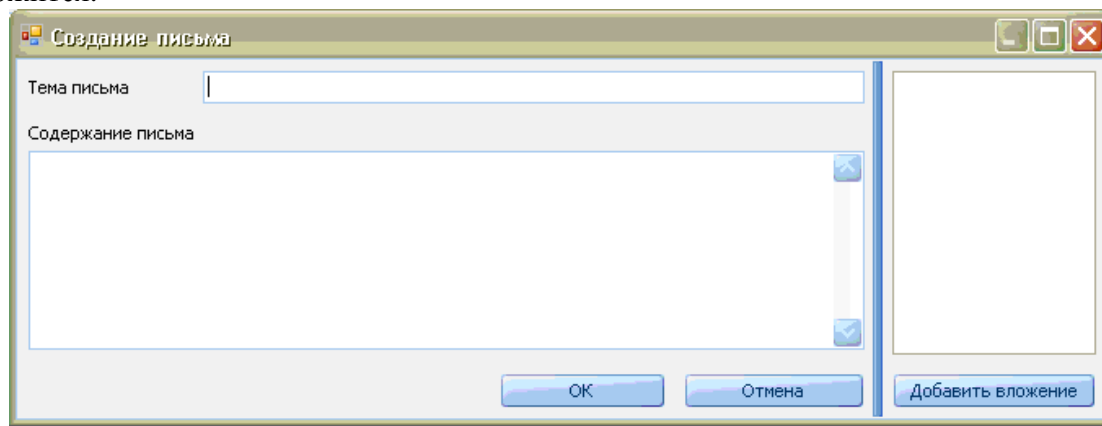 Создание письма
Тема письма
Содержание письма
ОК
Отмена
Добавить вложение